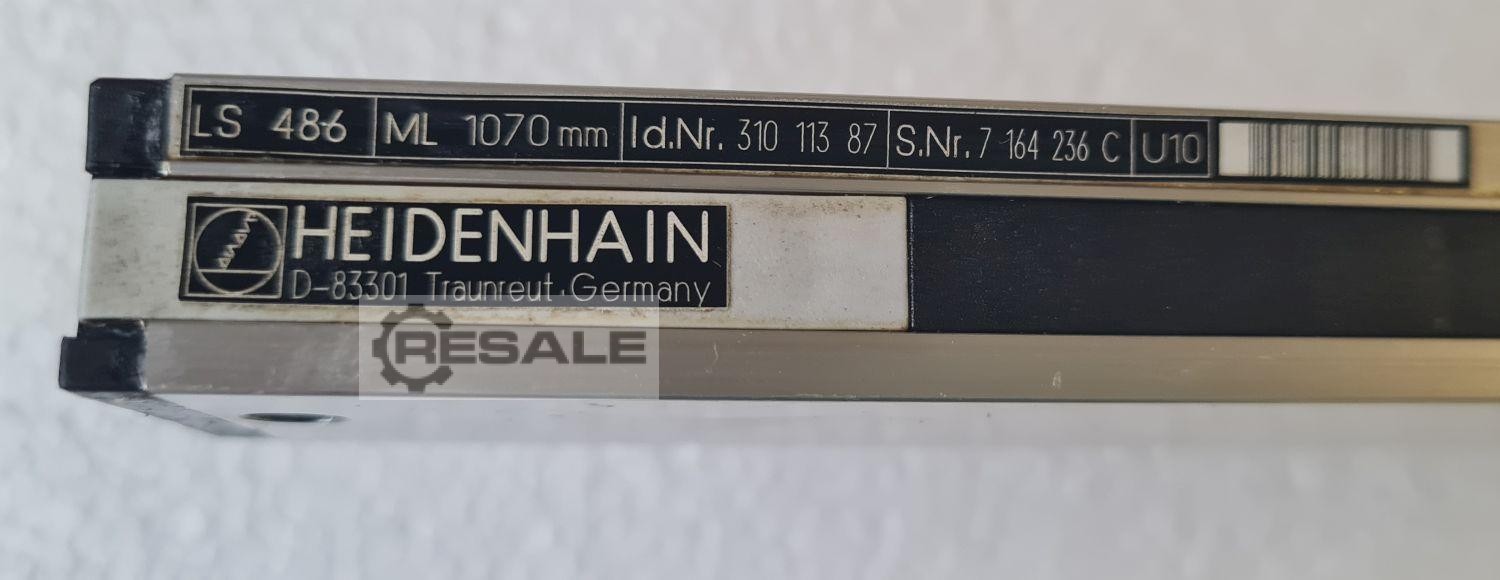 LS 486 ML 1070 mm Id.Nr. 310 113 87 S.Nr. 7 164 236 C U10
HEIDENHAIN
D-83301 Traunreut, Germany
RESALE